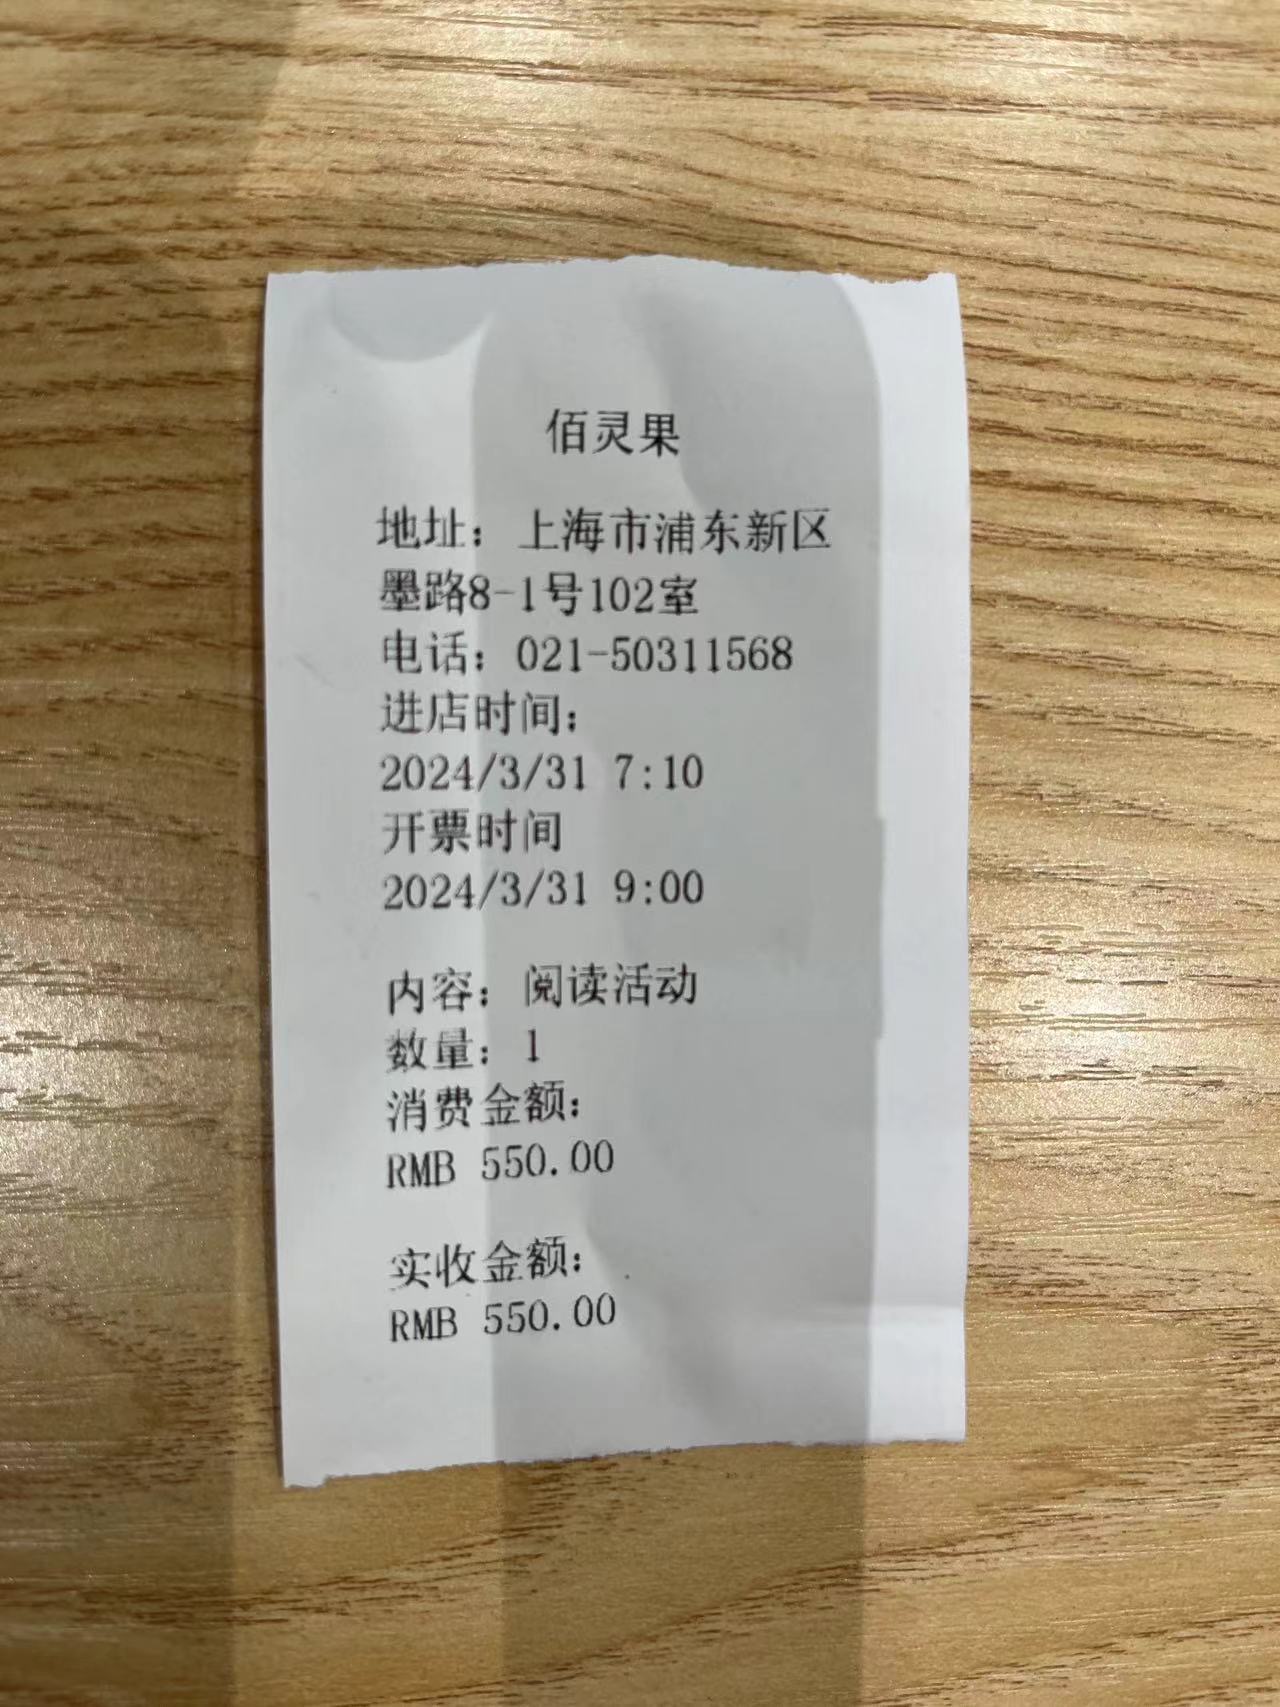 佰灵果
地址：上海市浦东新区
墨路8-1号102室
电话：021-50311568
进店时间：
2024/3/31 7:10
开票时间
2024/3/31 9:00
内容：阅读活动
数量：1
消费金额：
RMB 550.00
实收金额：
RMB 550.00